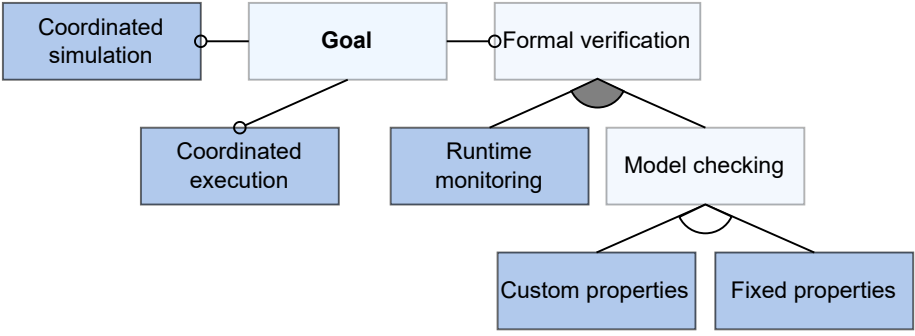 Coordinated
simulation
Goal
Formal verification
Coordinated
execution
Runtime
monitoring
Model checking
Custom properties
Fixed properties